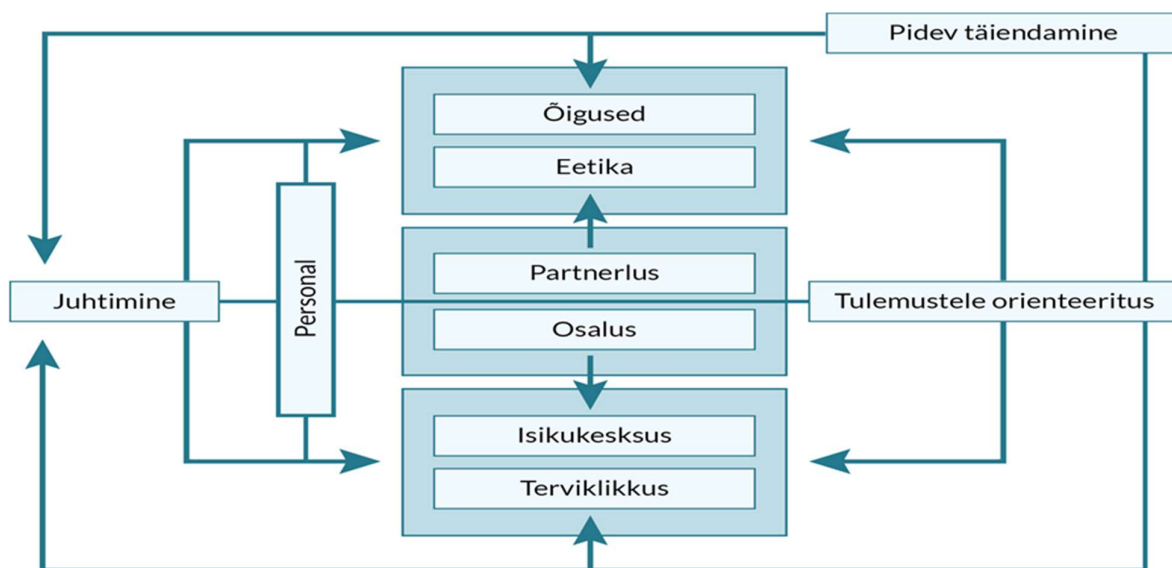 Pidev täiendamine
Õigused
Eetika
Personal
Partnerlus
Juhtimine
Tulemustele orienteeritus
Osalus
Isikukesksus
Terviklikkus